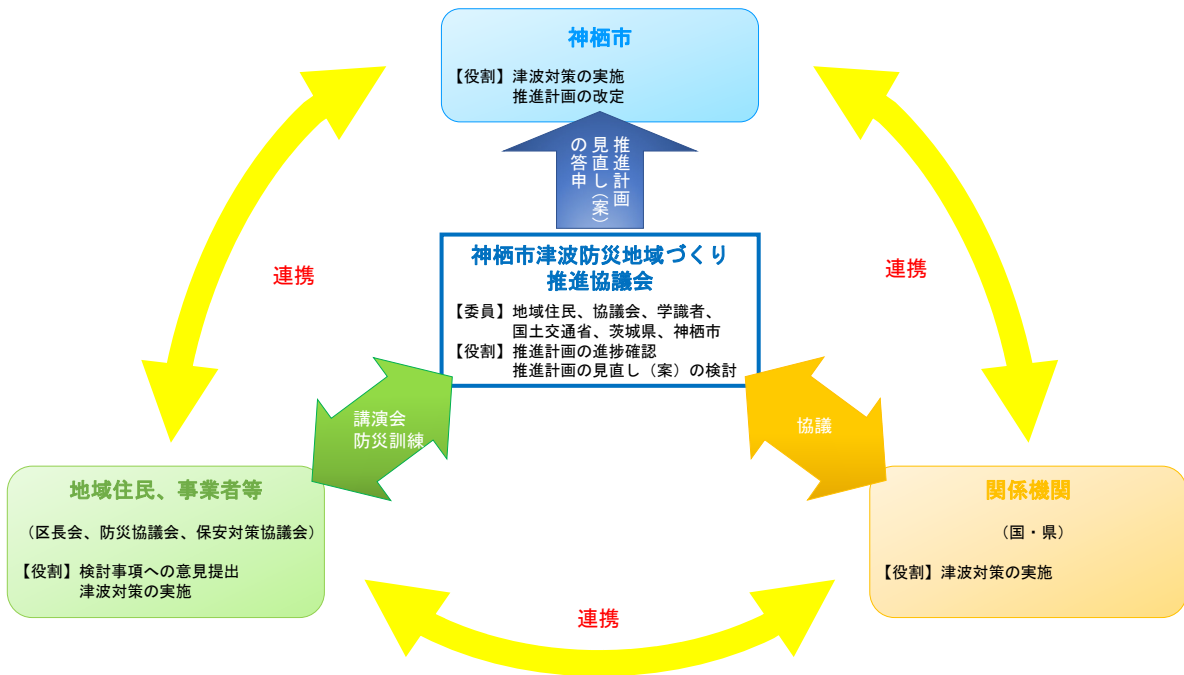 神栖市
【役割】津波対策の実施
推進計画の改定
推進計画
見直し（案）
の答申
神栖市津波防災地域づくり
推進協議会
【委員】地域住民、協議会、学識者、
国土交通省、茨城県、神栖市
【役割】推進計画の進捗確認
推進計画の見直し（案）の検討
連携
連携
講演会
防災訓練
協議
地域住民、事業者等
（区長会、防災協議会、保安対策協議会）
【役割】検討事項への意見提出
津波対策の実施
関係機関
（国・県）
【役割】津波対策の実施
連携